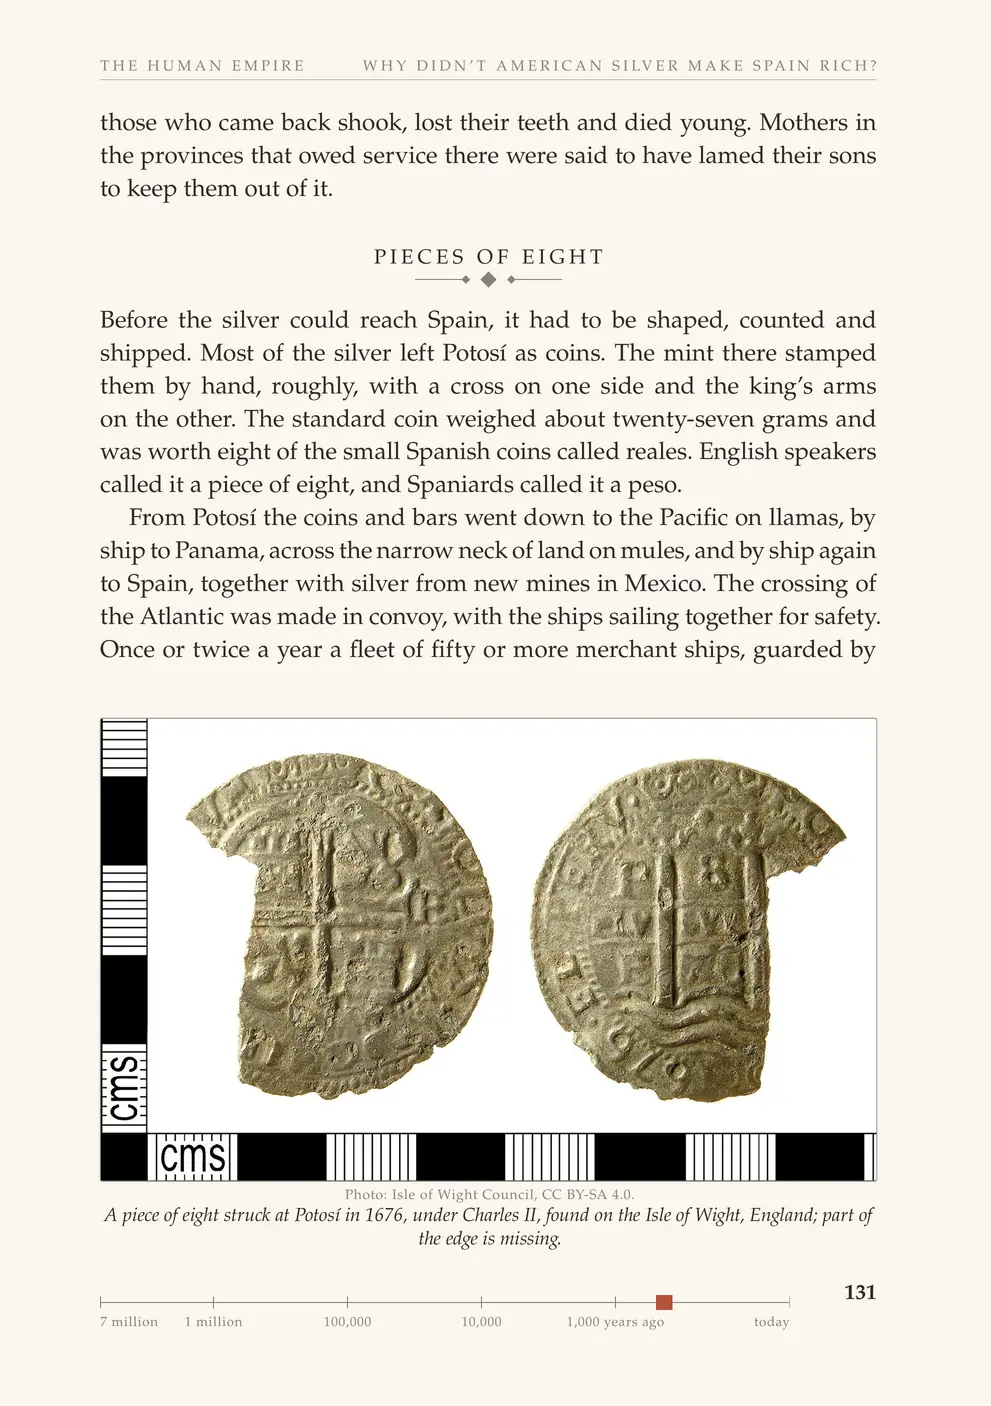 THE HUMAN EMPIRE
WHY DIDN'T AMERICAN SILVER MAKE SPAIN RICH?
those who came back shook, lost their teeth and died young. Mothers in
the provinces that owed service there were said to have lamed their sons
to keep them out of it.
PIECES OF EIGHT
Before the silver could reach Spain, it had to be shaped, counted and
shipped. Most of the silver left Potosí as coins. The mint there stamped
them by hand, roughly, with a cross on one side and the king's arms
on the other. The standard coin weighed about twenty-seven grams and
was worth eight of the small Spanish coins called reales. English speakers
called it a piece of eight, and Spaniards called it a peso.
From Potosí the coins and bars went down to the Pacific on llamas, by
ship to Panama, across the narrow neck of land on mules, and by ship again
to Spain, together with silver from new mines in Mexico. The crossing of
the Atlantic was made in convoy, with the ships sailing together for safety.
Once or twice a year a fleet of fifty or more merchant ships, guarded by
cms
cms
Photo: Isle of Wight Council, CC BY-SA 4.0.
A piece of eight struck at Potosí in 1676, under Charles II, found on the Isle of Wight, England; part of
the edge is missing.
131
7 million 1 million 100,000 10,000 1,000 years ago today